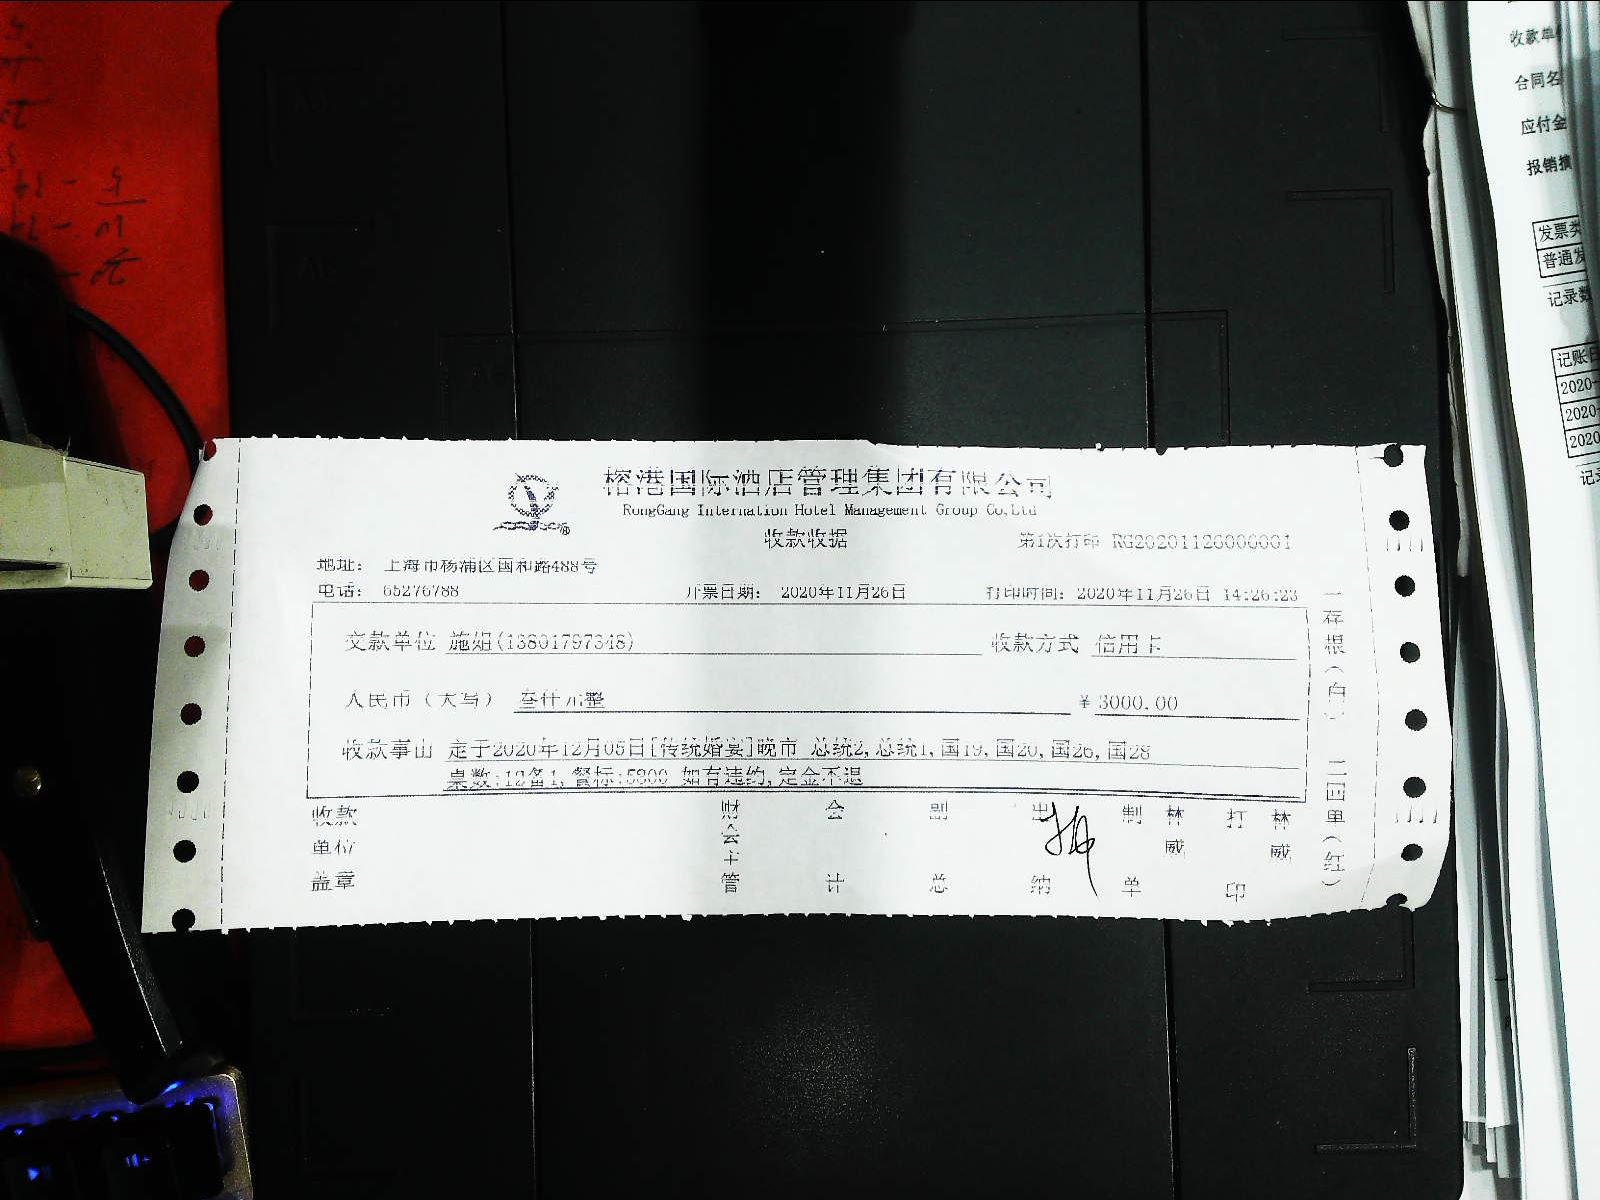 榕港国际酒店管理集团有限公司
RongGang Internation Hotel Management Group Co,Ltd
收款收据
第1次打印 RG20201126000001
地址： 上海市杨浦区国和路488号
电话： 65276788 开票日期： 2020年11月26日 打印时间： 2020年11月26日 14:26:23
交款单位 施姐(13801797348) 收款方式 信用卡
人民币（大写） 叁仟元整 ¥ 3000.00
收款事由 定于2020年12月05日[传统婚宴]晚市 总统2,总统1,国19,国20,国26,国28
桌数:12备1,餐标:5800 如有违约,定金不退
收款单位盖章 财会主管 会计 副总 出纳 制单 林威 打印 林威
一存根（白） 二回单（红）
收款单
合同名
应付金
报销摘
发票类
普通发
记录数
记账日
2020-
2020-
2020
记录